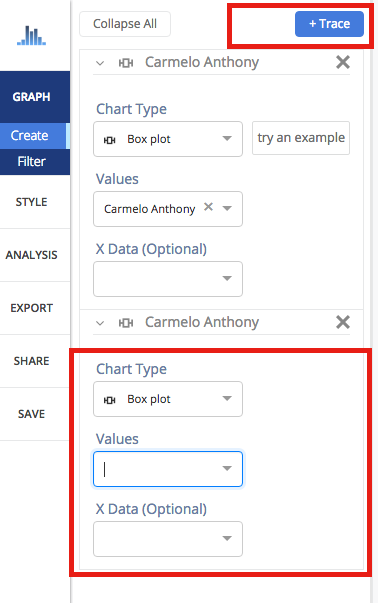 Collapse All
+ Trace
Carmelo Anthony
GRAPH
Chart Type
Create
Box plot
try an example
Filter
Values
STYLE
Carmelo Anthony
X Data (Optional)
ANALYSIS
EXPORT
Carmelo Anthony
SHARE
Chart Type
Box plot
SAVE
Values
X Data (Optional)